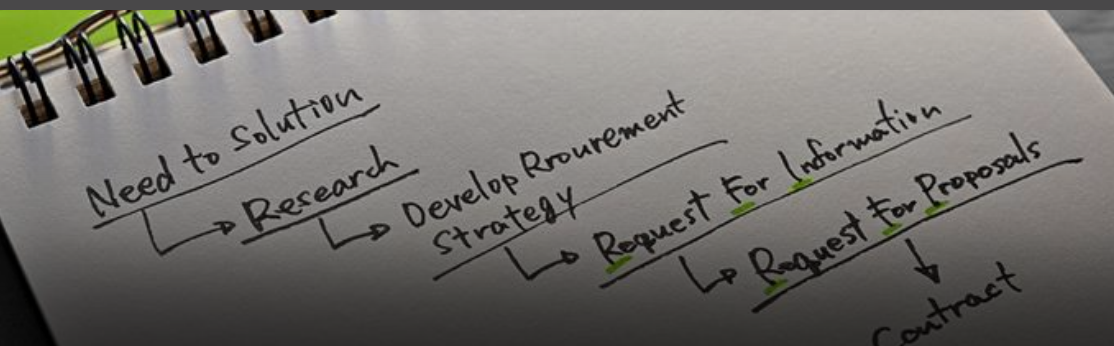 Need to Solution
Research
Develop Rrourement
Strategy
Request For Information
Request For Proposals
Contract